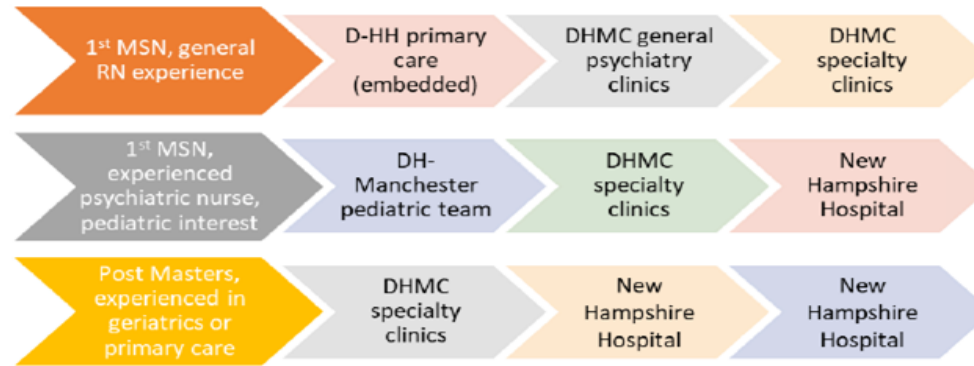 1st MSN, general
RN experience
D-HH primary
care
(embedded)
DHMC general
psychiatry
clinics
DHMC
specialty
clinics
1st MSN,
experienced
psychiatric nurse,
pediatric interest
DH-
Manchester
pediatric team
DHMC
specialty
clinics
New
Hampshire
Hospital
Post Masters,
experienced in
geriatrics or
primary care
DHMC
specialty
clinics
New
Hampshire
Hospital
New
Hampshire
Hospital